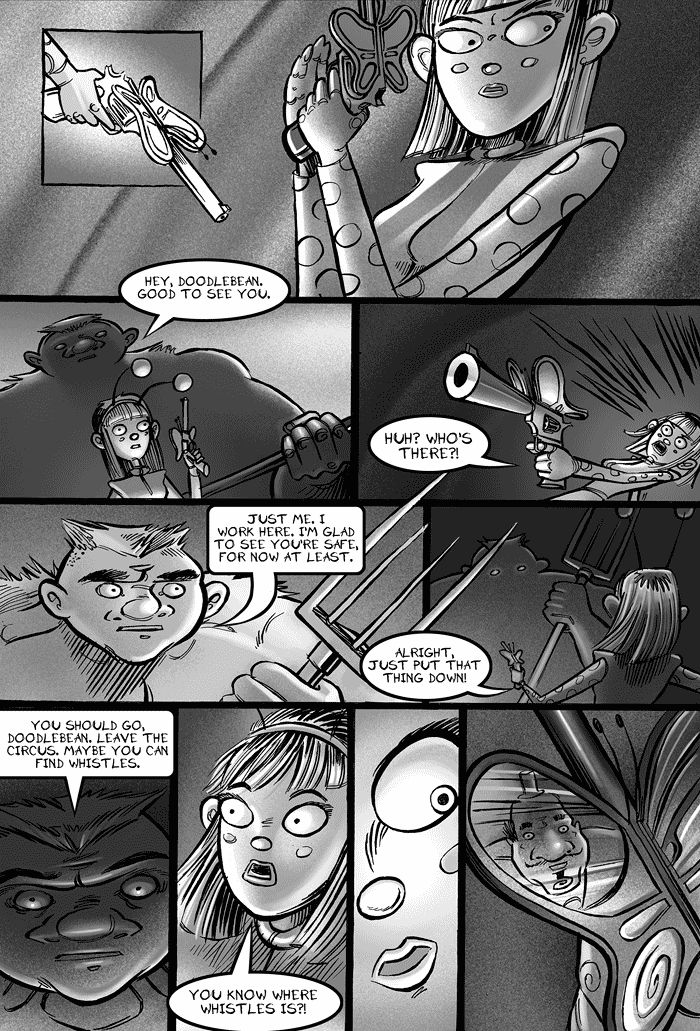 HEY, DOODLEBEAN.
GOOD TO SEE YOU.
HUH? WHO'S
THERE?!
JUST ME. I
WORK HERE. I'M GLAD
TO SEE YOU'RE SAFE,
FOR NOW AT LEAST.
ALRIGHT,
JUST PUT THAT
THING DOWN!
YOU SHOULD GO,
DOODLEBEAN. LEAVE THE
CIRCUS. MAYBE YOU CAN
FIND WHISTLES.
YOU KNOW WHERE
WHISTLES IS?!